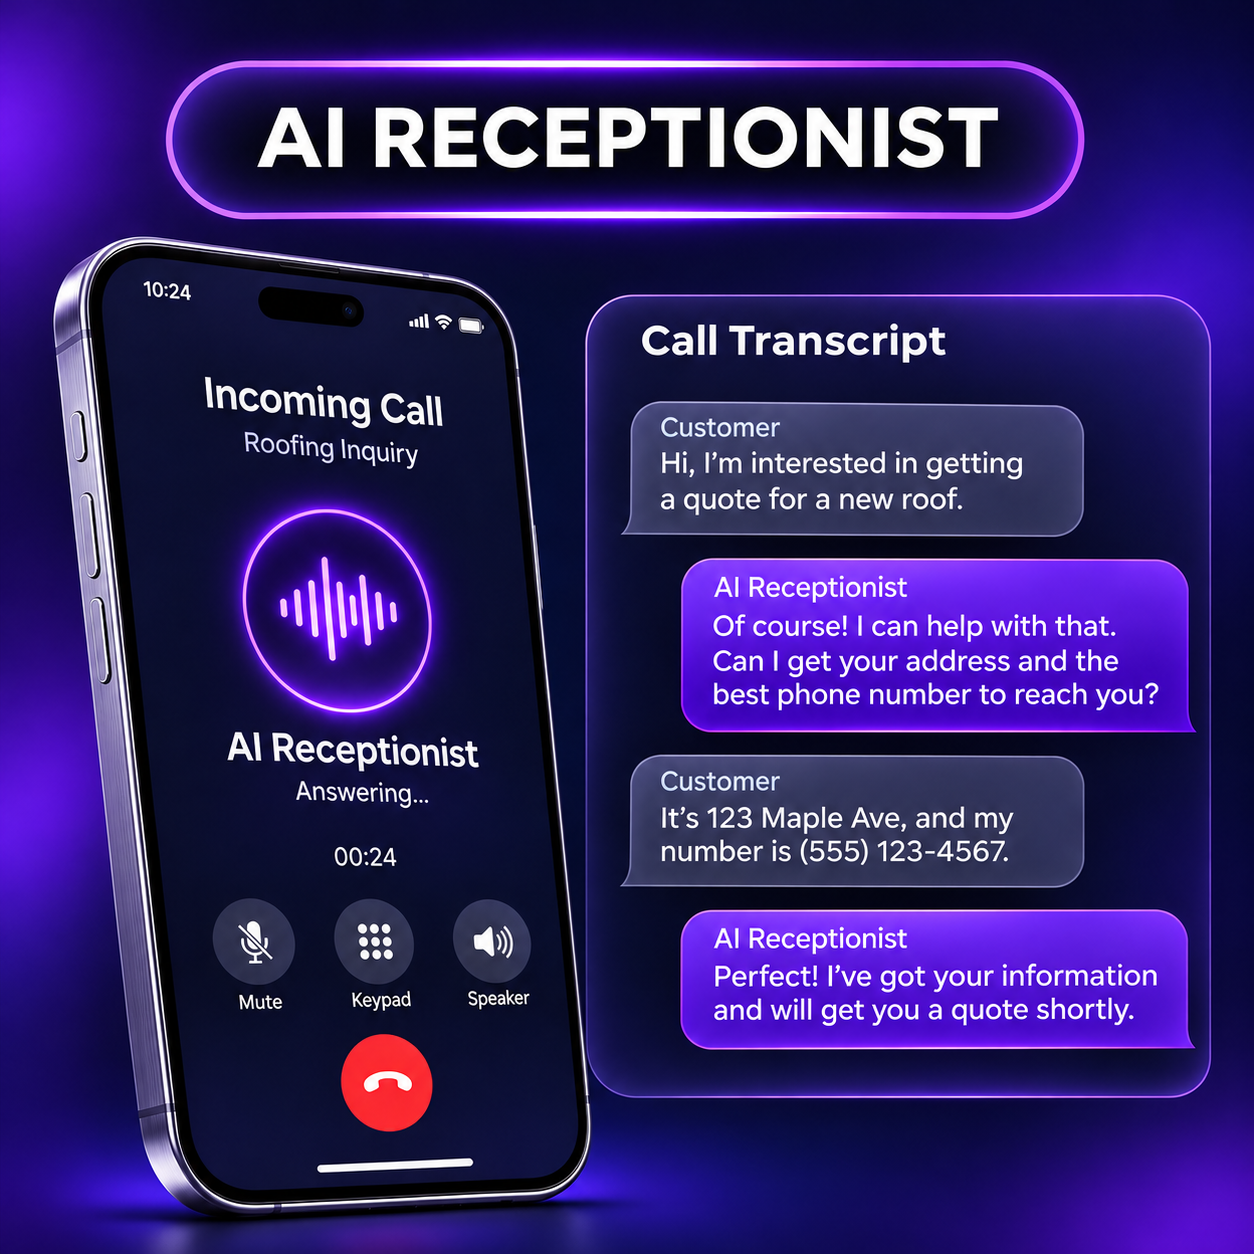 AI RECEPTIONIST
10:24
Incoming Call
Roofing Inquiry
AI Receptionist
Answering...
00:24
Mute
Keypad
Speaker
Call Transcript
Customer
Hi, I’m interested in getting
a quote for a new roof.
AI Receptionist
Of course! I can help with that.
Can I get your address and the
best phone number to reach you?
Customer
It’s 123 Maple Ave, and my
number is (555) 123-4567.
AI Receptionist
Perfect! I’ve got your information
and will get you a quote shortly.